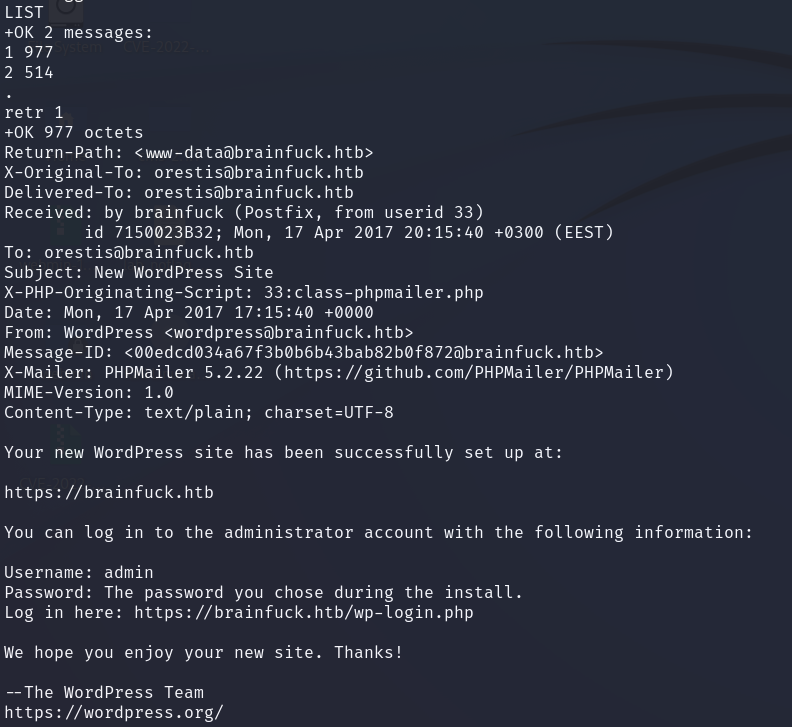 LIST
+OK 2 messages:
1 977
2 514
.
retr 1
+OK 977 octets
Return-Path: <www-data@brainfuck.htb>
X-Original-To: orestis@brainfuck.htb
Delivered-To: orestis@brainfuck.htb
Received: by brainfuck (Postfix, from userid 33)
        id 7150023B32; Mon, 17 Apr 2017 20:15:40 +0300 (EEST)
To: orestis@brainfuck.htb
Subject: New WordPress Site
X-PHP-Originating-Script: 33:class-phpmailer.php
Date: Mon, 17 Apr 2017 17:15:40 +0000
From: WordPress <wordpress@brainfuck.htb>
Message-ID: <00edcd034a67f3b0b6b43bab82b0f872@brainfuck.htb>
X-Mailer: PHPMailer 5.2.22 (https://github.com/PHPMailer/PHPMailer)
MIME-Version: 1.0
Content-Type: text/plain; charset=UTF-8

Your new WordPress site has been successfully set up at:

https://brainfuck.htb

You can log in to the administrator account with the following information:

Username: admin
Password: The password you chose during the install.
Log in here: https://brainfuck.htb/wp-login.php

We hope you enjoy your new site. Thanks!

--The WordPress Team
https://wordpress.org/